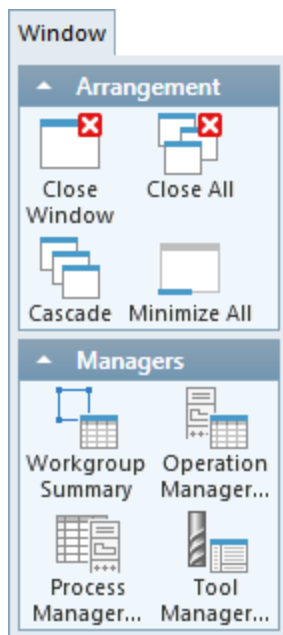 Window
Arrangement
Close
Window
Close All
Cascade
Minimize All
Managers
Workgroup
Summary
Operation
Manager...
Process
Manager...
Tool
Manager...